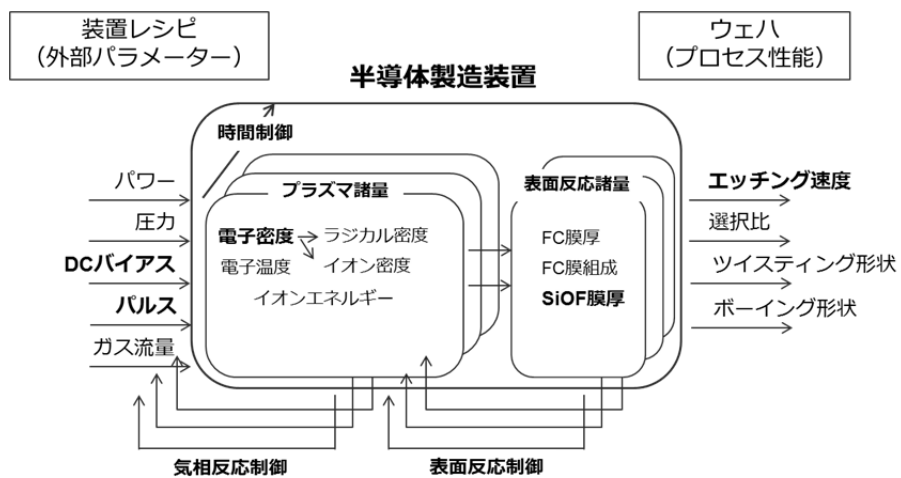 装置レシピ
（外部パラメーター）
ウェハ
（プロセス性能）
半導体製造装置
時間制御
パワー
圧力
DCバイアス
パルス
ガス流量
プラズマ諸量
電子密度
ラジカル密度
電子温度
イオン密度
イオンエネルギー
表面反応諸量
FC膜厚
FC膜組成
SiOF膜厚
エッチング速度
選択比
ツイスティング形状
ボーイング形状
気相反応制御
表面反応制御